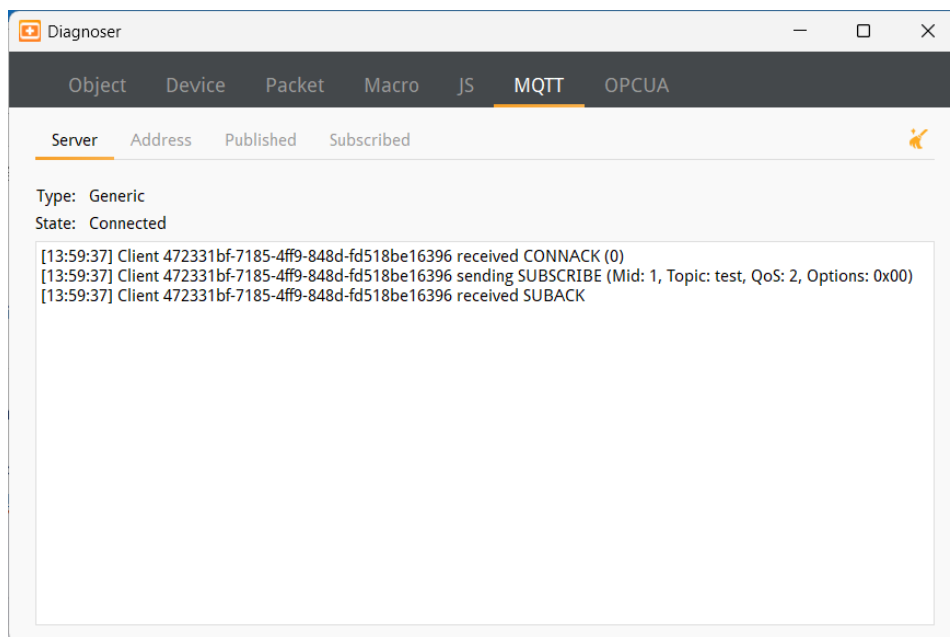 Diagnoser
Object Device Packet Macro JS MQTT OPCUA
Server Address Published Subscribed
Type: Generic
State: Connected
[13:59:37] Client 472331bf-7185-4ff9-848d-fd518be16396 received CONNACK (0)
[13:59:37] Client 472331bf-7185-4ff9-848d-fd518be16396 sending SUBSCRIBE (Mid: 1, Topic: test, QoS: 2, Options: 0x00)
[13:59:37] Client 472331bf-7185-4ff9-848d-fd518be16396 received SUBACK